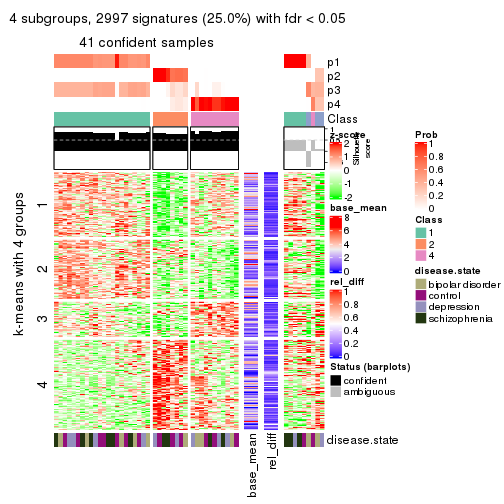 4 subgroups, 2997 signatures (25.0%) with fdr < 0.05
41 confident samples
p1
p2
p3
p4
Class
1
0.5
0
Silhouette
score
k-means with 4 groups
1
2
3
4
base_mean
rel_diff
disease.state
z-score
2
1
0
-1
-2
base_mean
8
6
4
2
0
rel_diff
1
0.8
0.6
0.4
0.2
0
Status (barplots)
confident
ambiguous
Prob
1
0.8
0.6
0.4
0.2
0
Class
1
2
4
disease.state
bipolar disorder
control
depression
schizophrenia